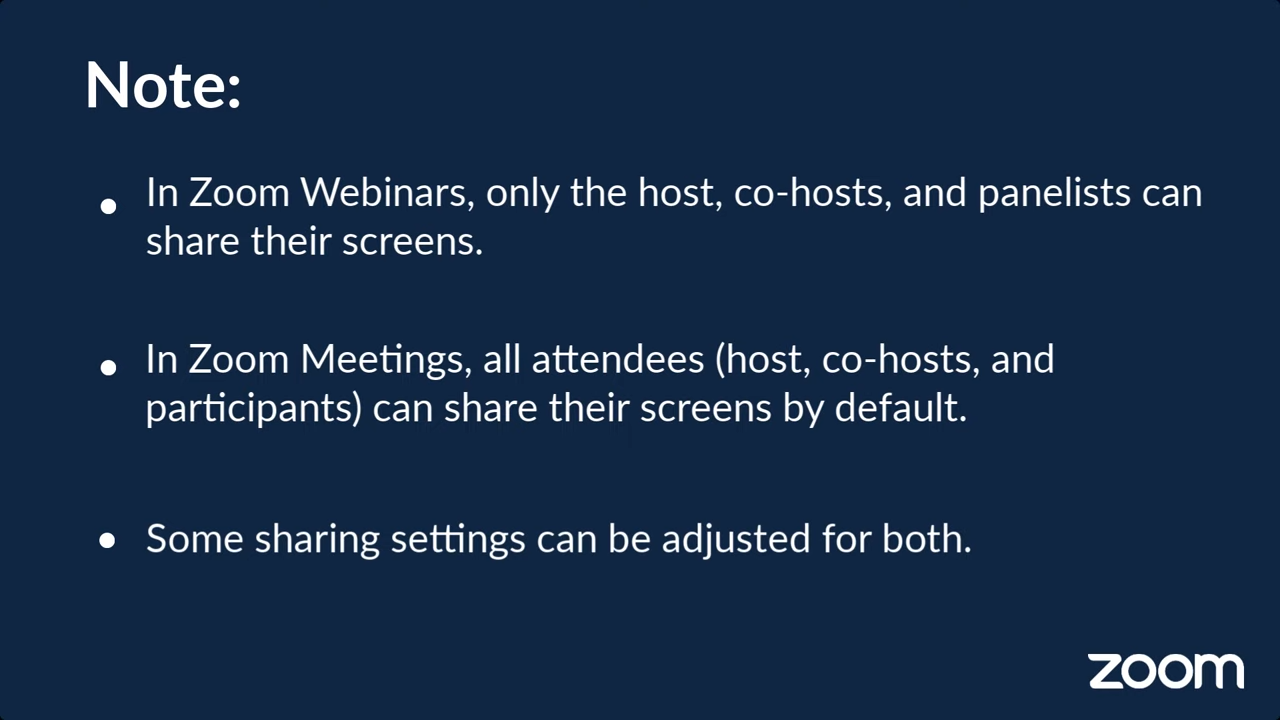 Note:
• In Zoom Webinars, only the host, co-hosts, and panelists can
share their screens.
• In Zoom Meetings, all attendees (host, co-hosts, and
participants) can share their screens by default.
• Some sharing settings can be adjusted for both.
zoom